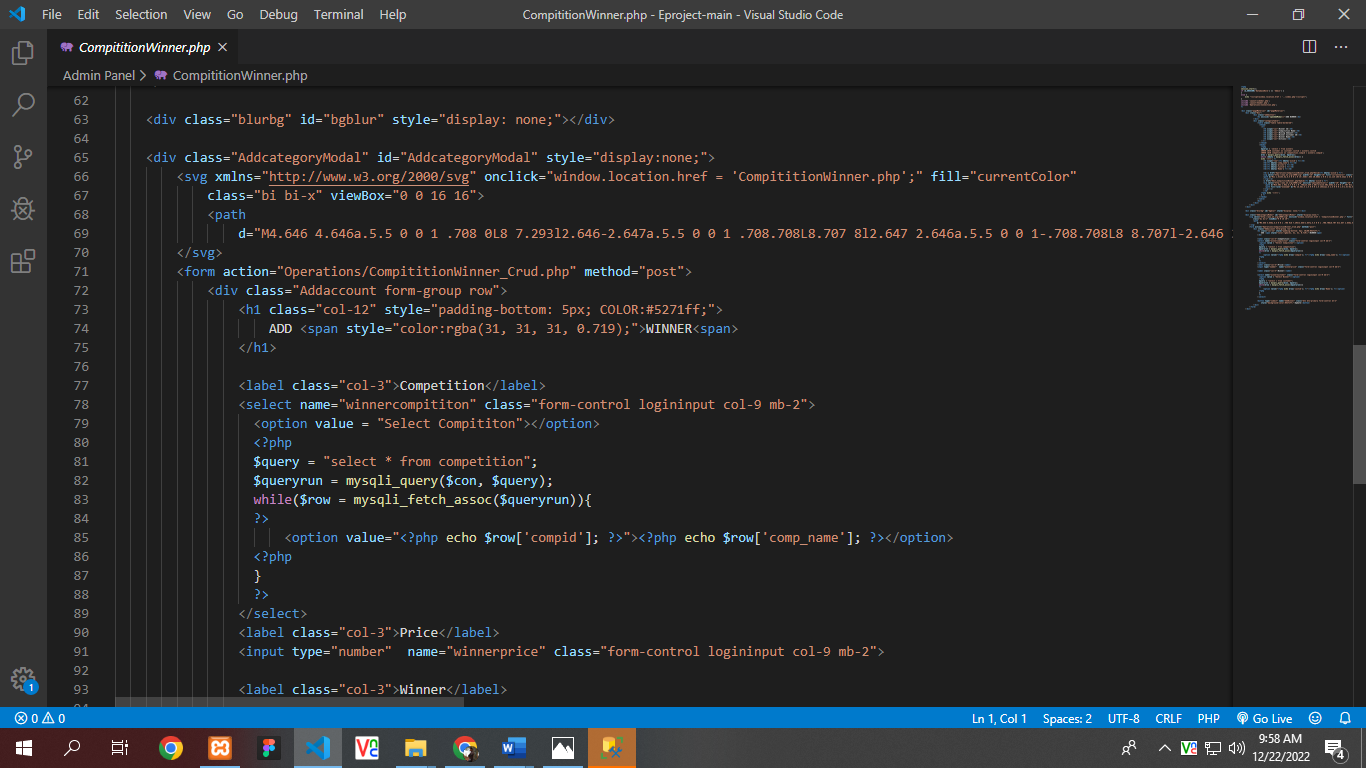 File Edit Selection View Go Debug Terminal Help CompititionWinner.php - Eproject-main - Visual Studio Code
CompititionWinner.php
Admin Panel > CompititionWinner.php
62
63 <div class="blurbg" id="bgblur" style="display: none;"></div>
64
65 <div class="AddcategoryModal" id="AddcategoryModal" style="display:none;">
66 <svg xmlns="http://www.w3.org/2000/svg" onclick="window.location.href = 'CompititionWinner.php';" fill="currentColor"
67 class="bi bi-x" viewBox="0 0 16 16">
68 <path
69 d="M4.646 4.646a.5.5 0 0 1 .708 0L8 7.293l2.646-2.647a.5.5 0 0 1 .708.708L8.707 8l2.647 2.646a.5.5 0 0 1-.708.708L8 8.707l-2.646
70 </svg>
71 <form action="Operations/CompititionWinner_Crud.php" method="post">
72 <div class="Addaccount form-group row">
73 <h1 class="col-12" style="padding-bottom: 5px; COLOR:#5271ff;">
74 ADD <span style="color:rgba(31, 31, 31, 0.719);">WINNER<span>
75 </h1>
76
77 <label class="col-3">Competition</label>
78 <select name="winnercompititon" class="form-control logininput col-9 mb-2">
79 <option value = "Select Compititon"></option>
80 <?php
81 $query = "select * from competition";
82 $queryrun = mysqli_query($con, $query);
83 while($row = mysqli_fetch_assoc($queryrun)){
84 ?>
85 <option value="<?php echo $row['compid']; ?>"><?php echo $row['comp_name']; ?></option>
86 <?php
87 }
88 ?>
89 </select>
90 <label class="col-3">Price</label>
91 <input type="number"  name="winnerprice" class="form-control logininput col-9 mb-2">
92
93 <label class="col-3">Winner</label>
1
0 0 Ln 1, Col 1 Spaces: 2 UTF-8 CRLF PHP Go Live
9:58 AM
12/22/2022
4